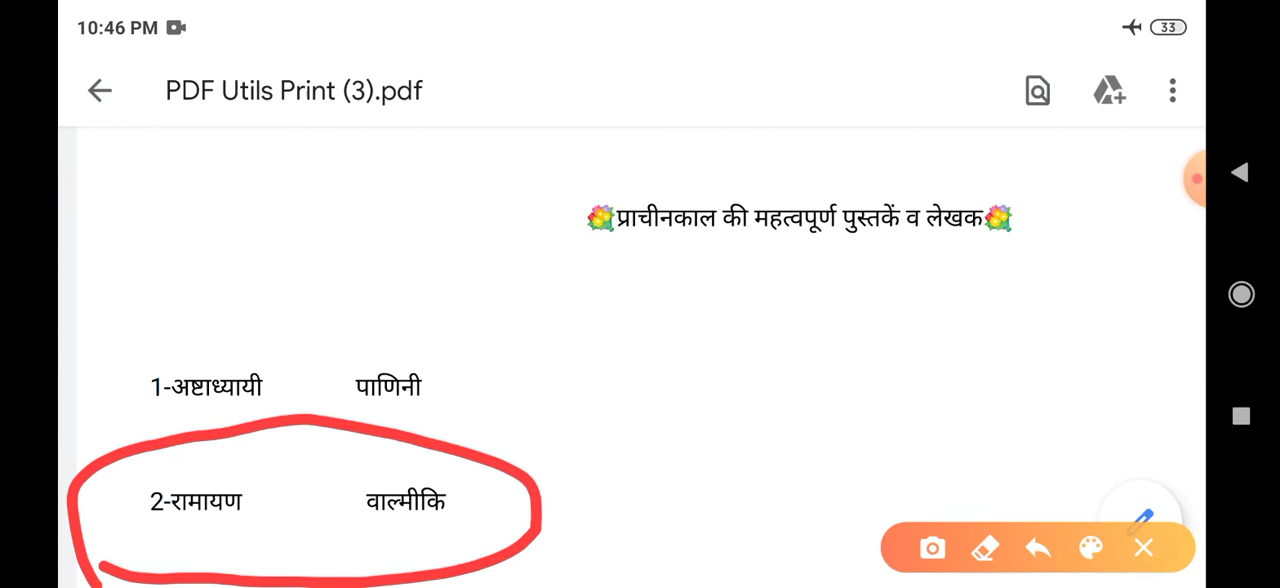 10:46 PM 33
PDF Utils Print (3).pdf
💐प्राचीनकाल की महत्वपूर्ण पुस्तकें व लेखक💐
1-अष्टाध्यायी पाणिनी
2-रामायण वाल्मीकि